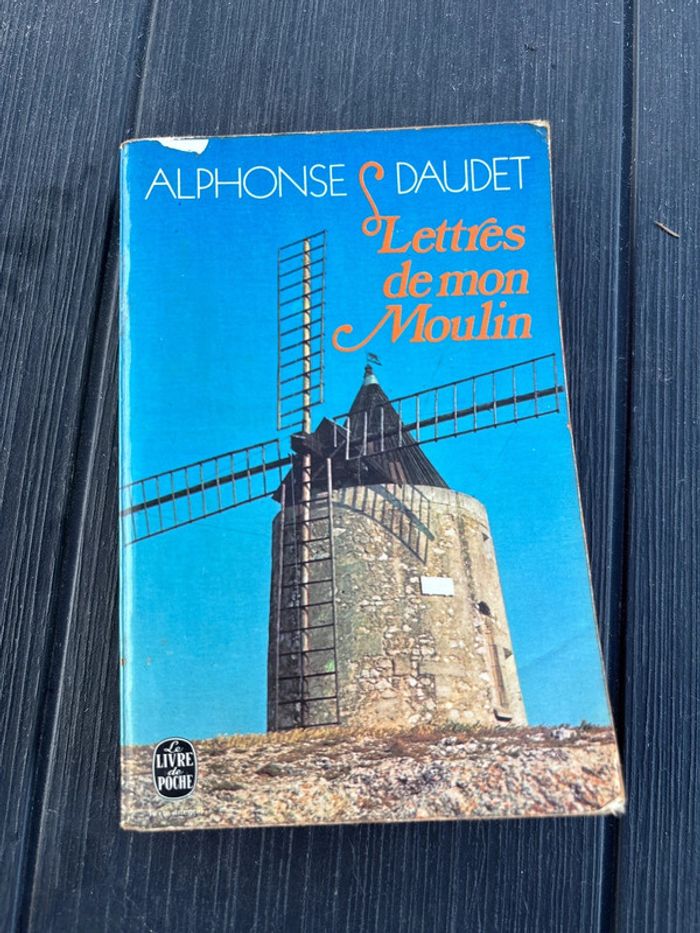 ALPHONSE DAUDET
Lettres
de mon
Moulin
Le
LIVRE
de
POCHE